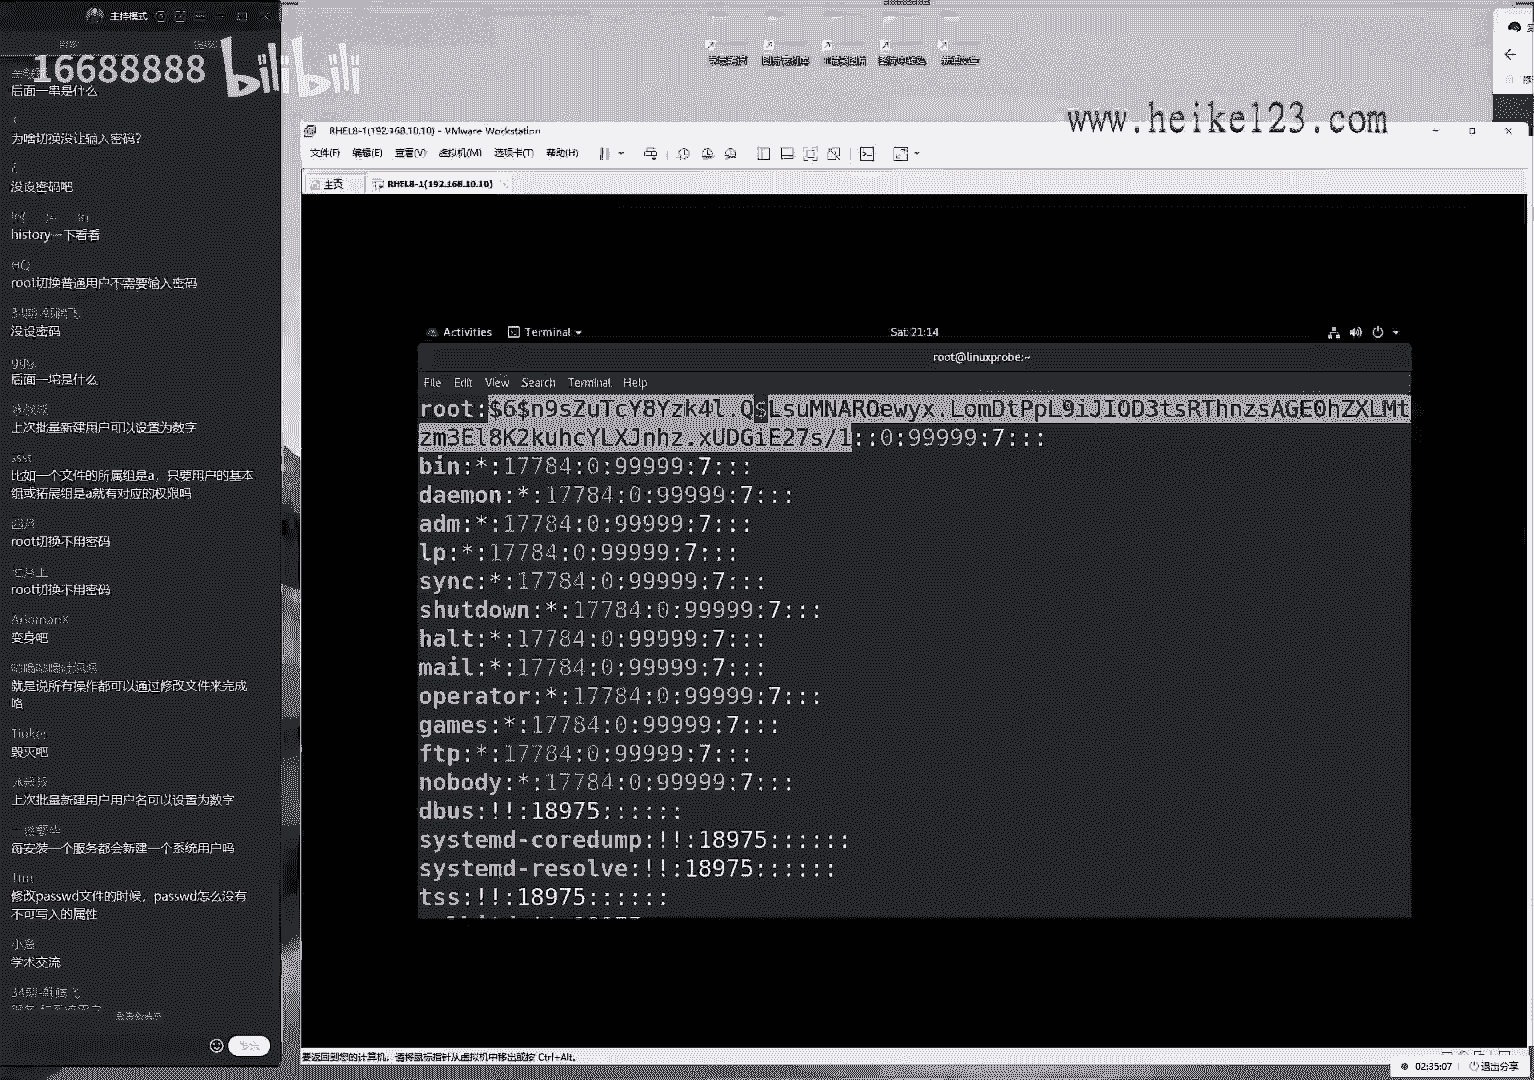 主持模式
16688888 bilibili
后面一串是什么
为啥切换没让输入密码?
没设密码吧
history一下看看
HQ
root切换普通用户不需要输入密码
没设密码
后面一坨是什么
上次批量新建用户可以设置为数字
比如一个文件的所属组是a，只要用户的基本
组或拓展组是a就有对应的权限吗
root切换不用密码
root切换不用密码
变身吧
就是说所有操作都可以通过修改文件来完成
毁灭吧
上次批量新建用户用户名可以设置为数字
每安装一个服务都会新建一个系统用户吗
修改passwd文件的时候，passwd怎么没有
不可写入的属性
学术交流
www.heike123.com
RHEL8-1(192.168.10.10) - VMware Workstation
文件(F) 编辑(E) 查看(V) 虚拟机(M) 选项卡(T) 帮助(H)
主页 RHEL8-1(192.168.10.10)
Activities Terminal Sat 21:14
root@linuxprobe:~
File Edit View Search Terminal Help
root:$6$n9sZuTcY8Yzk4l Q$LsuMNAROewyx.LomDtPpL9iJIOD3tsRThnzsAGE0hZXLMt
zm3El8K2kuhcYLXJnhz.xUDGiE27s/1::0:99999:7:::
bin:*:17784:0:99999:7:::
daemon:*:17784:0:99999:7:::
adm:*:17784:0:99999:7:::
lp:*:17784:0:99999:7:::
sync:*:17784:0:99999:7:::
shutdown:*:17784:0:99999:7:::
halt:*:17784:0:99999:7:::
mail:*:17784:0:99999:7:::
operator:*:17784:0:99999:7:::
games:*:17784:0:99999:7:::
ftp:*:17784:0:99999:7:::
nobody:*:17784:0:99999:7:::
dbus:!!:18975::::::
systemd-coredump:!!:18975::::::
systemd-resolve:!!:18975::::::
tss:!!:18975::::::
要返回到您的计算机，请将鼠标指针从虚拟机中移出或按 Ctrl+Alt。
02:35:07 退出分享